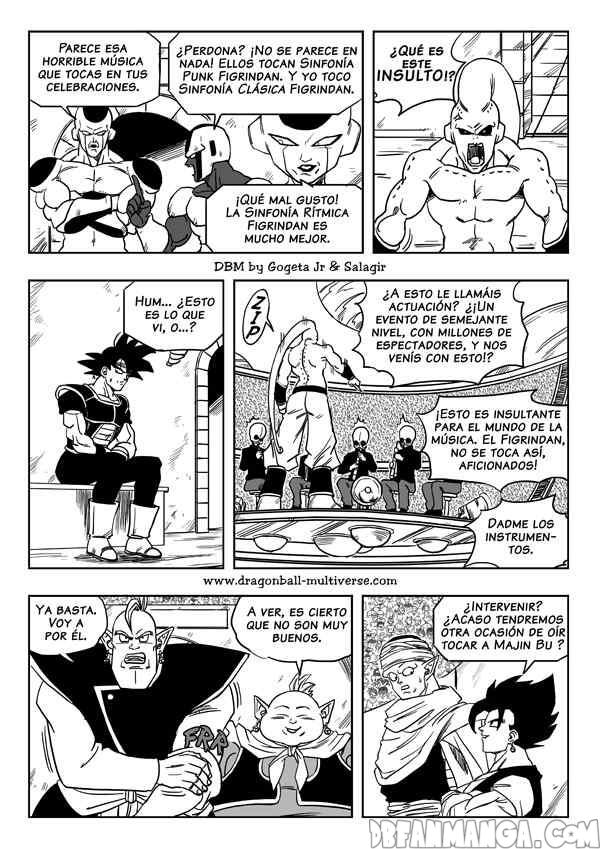 PARECE ESA
HORRIBLE MÚSICA
QUE TOCAS EN TUS
CELEBRACIONES.
¿PERDONA? ¡NO SE PARECE EN
NADA! ELLOS TOCAN SINFONÍA
PUNK FIGRINDAN. Y YO TOCO
SINFONÍA CLÁSICA FIGRINDAN.
¡QUÉ MAL GUSTO!
LA SINFONÍA RÍTMICA
FIGRINDAN ES
MUCHO MEJOR.
¿QUÉ ES
ESTE
INSULTO!?
DBM by Gogeta Jr & Salagir
HUM... ¿ESTO
ES LO QUE
VI, O...?
ZIP
¿A ESTO LE LLAMÁIS
ACTUACIÓN? ¿¡UN
EVENTO DE SEMEJANTE
NIVEL, CON MILLONES DE
ESPECTADORES, Y NOS
VENÍS CON ESTO!?
¡ESTO ES INSULTANTE
PARA EL MUNDO DE LA
MÚSICA. EL FIGRINDAN,
NO SE TOCA ASÍ,
AFICIONADOS!
DADME LOS
INSTRUMEN-
TOS.
www.dragonball-multiverse.com
YA BASTA.
VOY A
POR ÉL.
A VER, ES CIERTO
QUE NO SON MUY
BUENOS.
FRR
¿INTERVENIR?
¿ACASO TENDREMOS
OTRA OCASIÓN DE OÍR
TOCAR A MAJIN BU ?
DBFANMANGA.COM